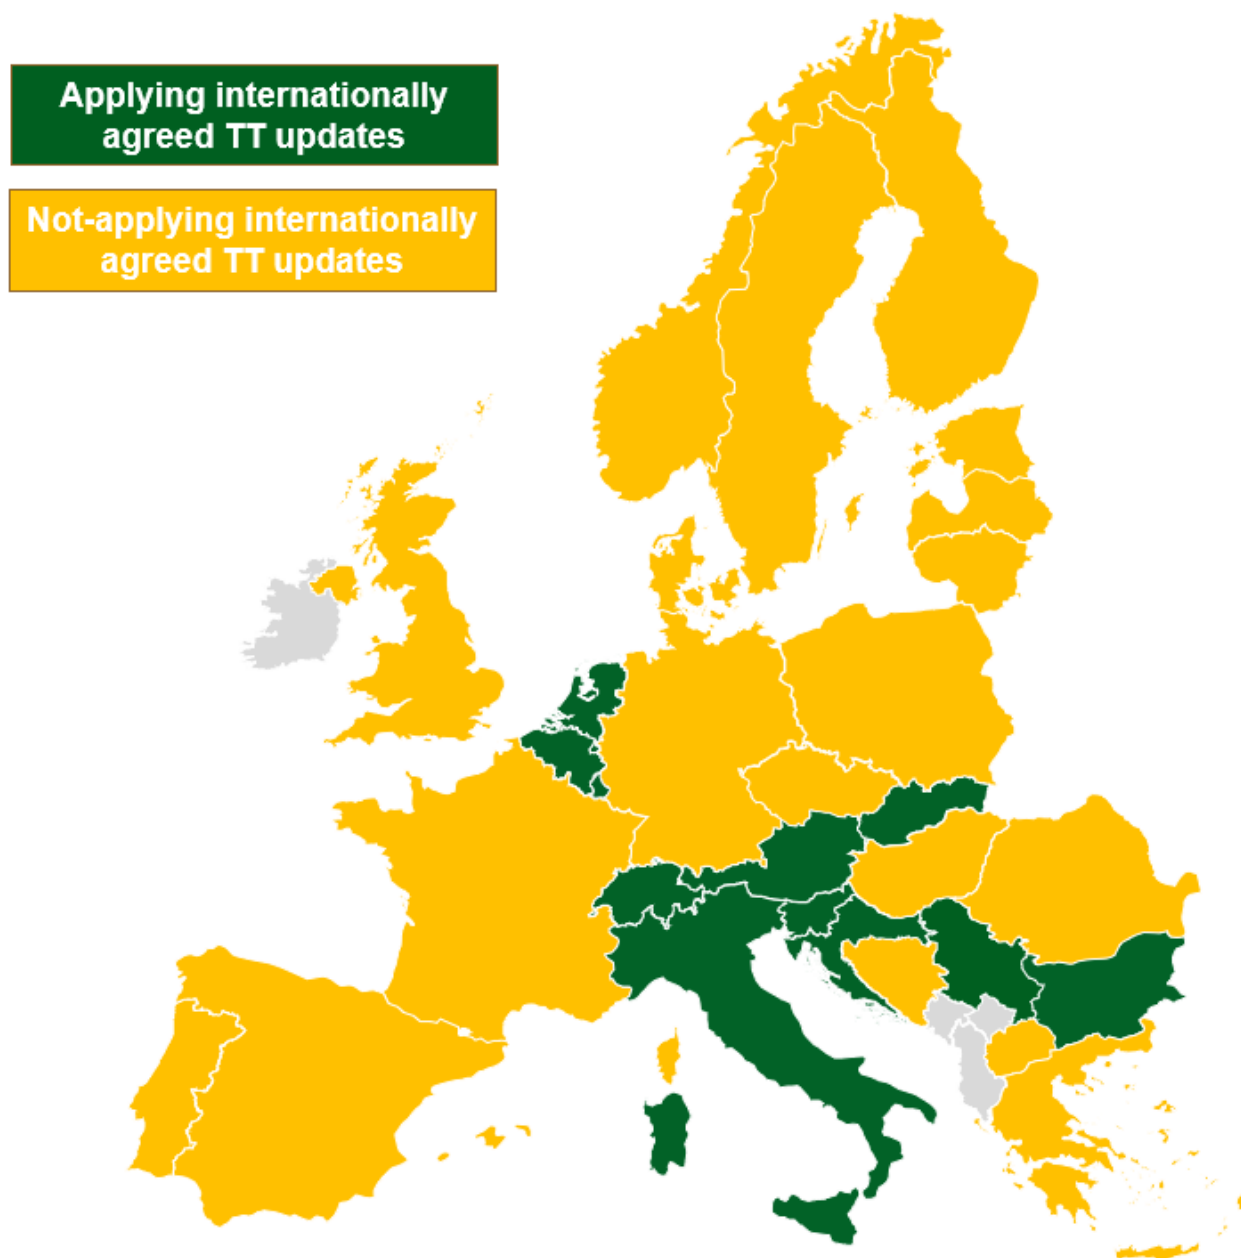 Applying internationally
agreed TT updates
Not-applying internationally
agreed TT updates